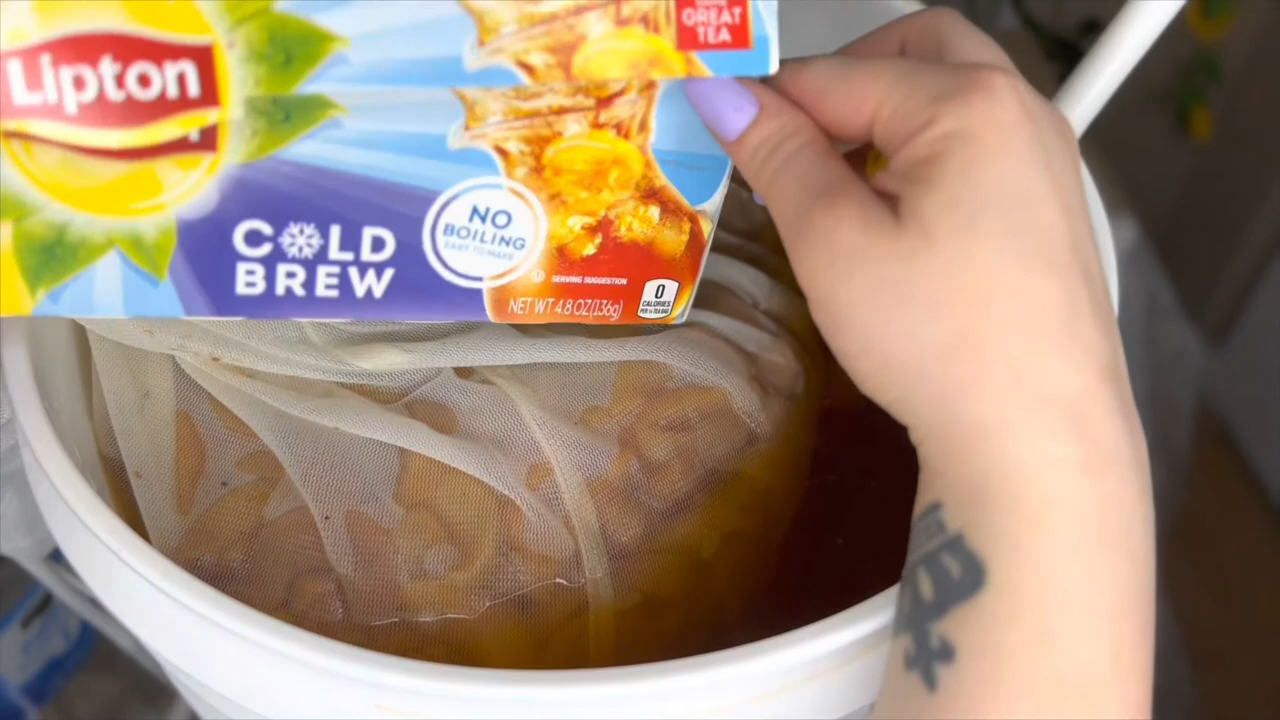 Lipton
GREAT
TEA
COLD
BREW
NO
BOILING
EASY TO MAKE
SERVING SUGGESTION
NET WT 4.8 OZ (136g)
0
CALORIES